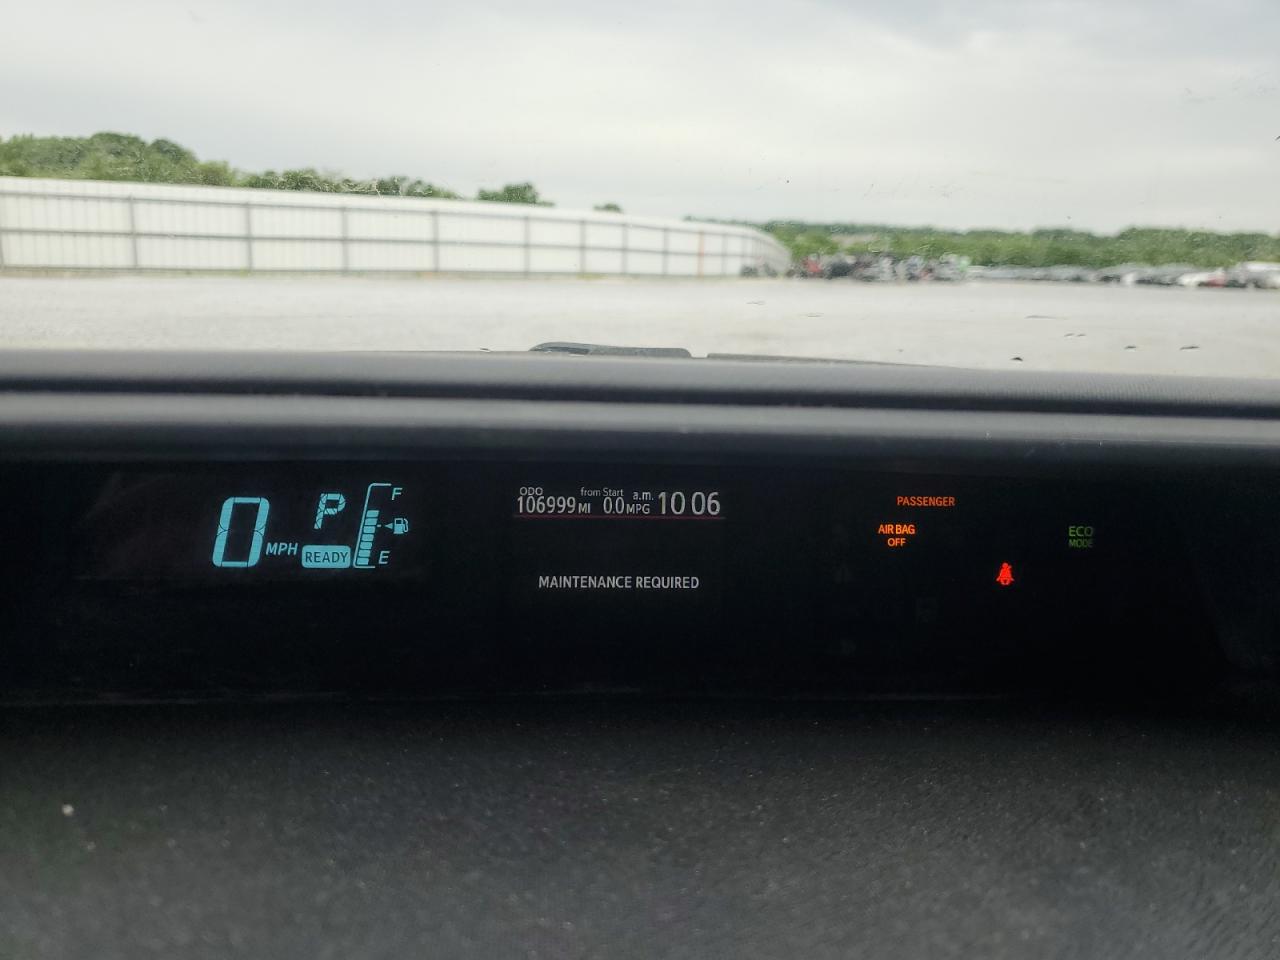 0 MPH
P
READY
F
E
ODO from Start a.m.
106999 MI 0.0 MPG 10 06
MAINTENANCE REQUIRED
PASSENGER
AIR BAG
OFF
ECO
MODE